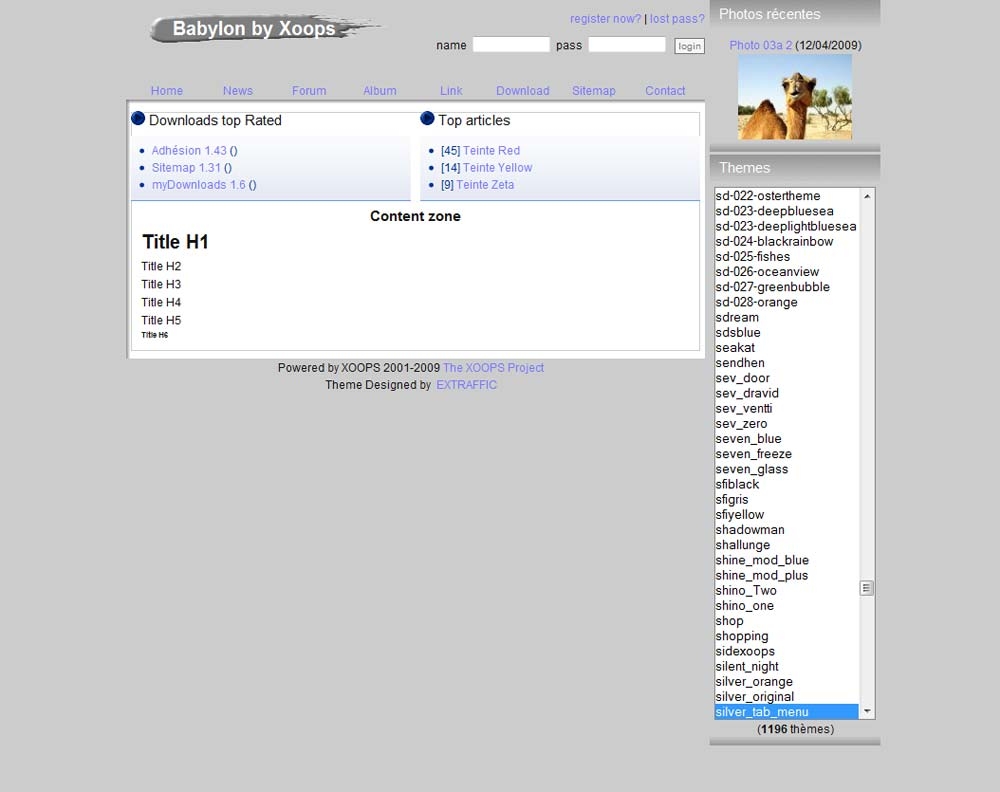 Babylon by Xoops
register now? | lost pass?
name pass login
Home News Forum Album Link Download Sitemap Contact
Downloads top Rated
Adhésion 1.43 ()
Sitemap 1.31 ()
myDownloads 1.6 ()
Top articles
[45] Teinte Red
[14] Teinte Yellow
[9] Teinte Zeta
Content zone
Title H1
Title H2
Title H3
Title H4
Title H5
Title H6
Powered by XOOPS 2001-2009 The XOOPS Project
Theme Designed by EXTRAFFIC
Photos récentes
Photo 03a 2 (12/04/2009)
Themes
sd-022-ostertheme
sd-023-deepbluesea
sd-023-deeplightbluesea
sd-024-blackrainbow
sd-025-fishes
sd-026-oceanview
sd-027-greenbubble
sd-028-orange
sdream
sdsblue
seakat
sendhen
sev_door
sev_dravid
sev_ventti
sev_zero
seven_blue
seven_freeze
seven_glass
sfiblack
sfigris
sfiyellow
shadowman
shallunge
shine_mod_blue
shine_mod_plus
shino_Two
shino_one
shop
shopping
sidexoops
silent_night
silver_orange
silver_original
silver_tab_menu
(1196 thèmes)